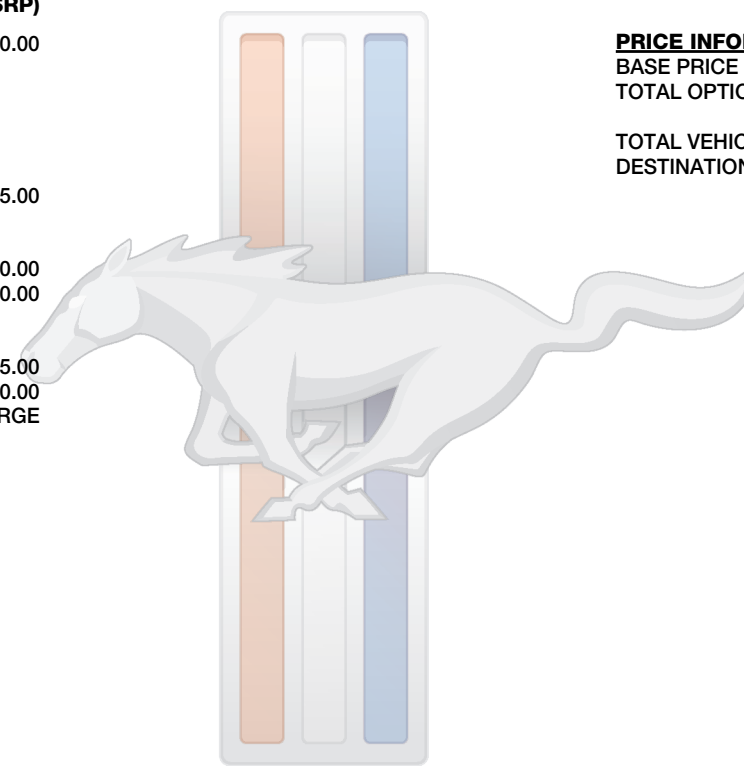 SRP)
0.00
5.00
0.00
0.00
5.00
0.00
RGE
PRICE INFO
BASE PRICE
TOTAL OPTIO
TOTAL VEHIC
DESTINATION